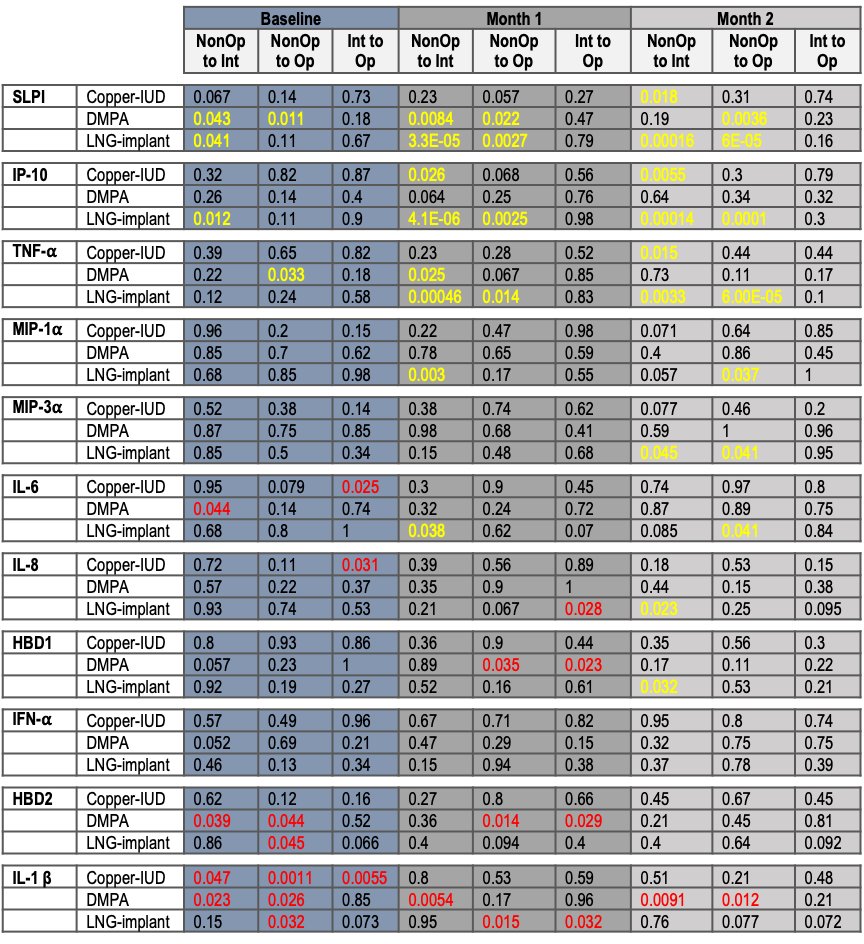 Baseline Month 1 Month 2
NonOp to Int NonOp to Op Int to Op NonOp to Int NonOp to Op Int to Op NonOp to Int NonOp to Op Int to Op
SLPI Copper-IUD 0.067 0.14 0.73 0.23 0.057 0.27 0.018 0.31 0.74
DMPA 0.043 0.011 0.18 0.0084 0.022 0.47 0.19 0.0036 0.23
LNG-implant 0.041 0.11 0.67 3.3E-05 0.0027 0.79 0.00016 6E-05 0.16
IP-10 Copper-IUD 0.32 0.82 0.87 0.026 0.068 0.56 0.0055 0.3 0.79
DMPA 0.26 0.14 0.4 0.064 0.25 0.76 0.64 0.34 0.32
LNG-implant 0.012 0.11 0.9 4.1E-06 0.0025 0.98 0.00014 0.0001 0.3
TNF-α Copper-IUD 0.39 0.65 0.82 0.23 0.28 0.52 0.015 0.44 0.44
DMPA 0.22 0.033 0.18 0.025 0.067 0.85 0.73 0.11 0.17
LNG-implant 0.12 0.24 0.58 0.00046 0.014 0.83 0.0033 6.00E-05 0.1
MIP-1α Copper-IUD 0.96 0.2 0.15 0.22 0.47 0.98 0.071 0.64 0.85
DMPA 0.85 0.7 0.62 0.78 0.65 0.59 0.4 0.86 0.45
LNG-implant 0.68 0.85 0.98 0.003 0.17 0.55 0.057 0.037 1
MIP-3α Copper-IUD 0.52 0.38 0.14 0.38 0.74 0.62 0.077 0.46 0.2
DMPA 0.87 0.75 0.85 0.98 0.68 0.41 0.59 1 0.96
LNG-implant 0.85 0.5 0.34 0.15 0.48 0.68 0.045 0.041 0.95
IL-6 Copper-IUD 0.95 0.079 0.025 0.3 0.9 0.45 0.74 0.97 0.8
DMPA 0.044 0.14 0.74 0.32 0.24 0.72 0.87 0.89 0.75
LNG-implant 0.68 0.8 1 0.038 0.62 0.07 0.085 0.041 0.84
IL-8 Copper-IUD 0.72 0.11 0.031 0.39 0.56 0.89 0.18 0.53 0.15
DMPA 0.57 0.22 0.37 0.35 0.9 1 0.44 0.15 0.38
LNG-implant 0.93 0.74 0.53 0.21 0.067 0.028 0.023 0.25 0.095
HBD1 Copper-IUD 0.8 0.93 0.86 0.36 0.9 0.44 0.35 0.56 0.3
DMPA 0.057 0.23 1 0.89 0.035 0.023 0.17 0.11 0.22
LNG-implant 0.92 0.19 0.27 0.52 0.16 0.61 0.032 0.53 0.21
IFN-α Copper-IUD 0.57 0.49 0.96 0.67 0.71 0.82 0.95 0.8 0.74
DMPA 0.052 0.69 0.21 0.47 0.29 0.15 0.32 0.75 0.75
LNG-implant 0.46 0.13 0.34 0.15 0.94 0.38 0.37 0.78 0.39
HBD2 Copper-IUD 0.62 0.12 0.16 0.27 0.8 0.66 0.45 0.67 0.45
DMPA 0.039 0.044 0.52 0.36 0.014 0.029 0.21 0.45 0.81
LNG-implant 0.86 0.045 0.066 0.4 0.094 0.4 0.4 0.64 0.092
IL-1 β Copper-IUD 0.047 0.0011 0.0055 0.8 0.53 0.59 0.51 0.21 0.48
DMPA 0.023 0.026 0.85 0.0054 0.17 0.96 0.0091 0.012 0.21
LNG-implant 0.15 0.032 0.073 0.95 0.015 0.032 0.76 0.077 0.072